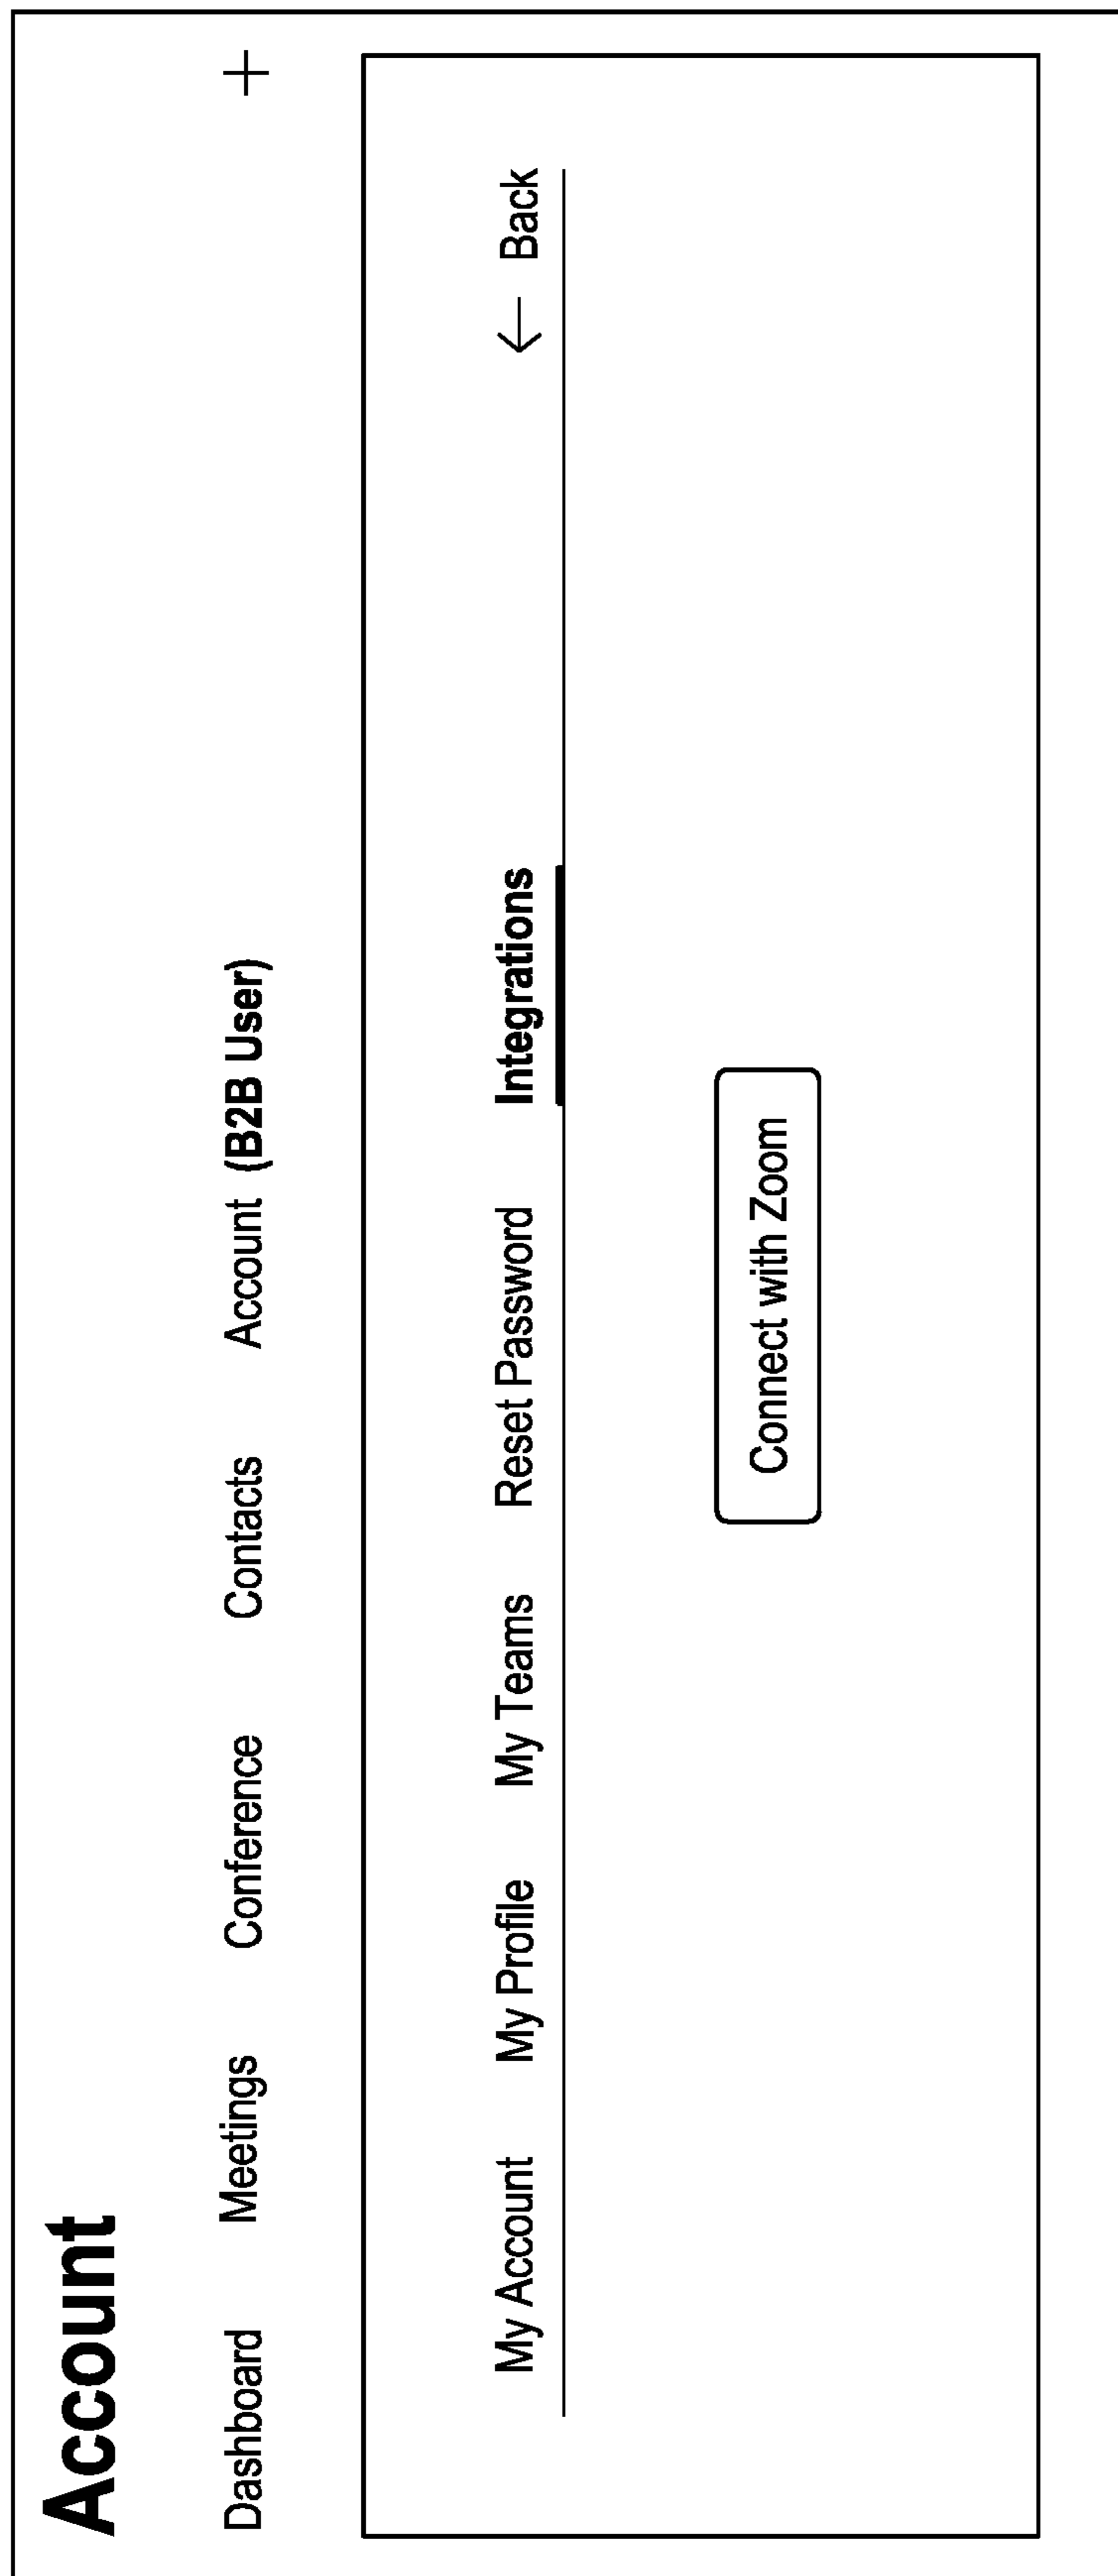 Account
Dashboard Meetings Conference Contacts Account (B2B User) +
My Account My Profile My Teams Reset Password Integrations ← Back
Connect with Zoom